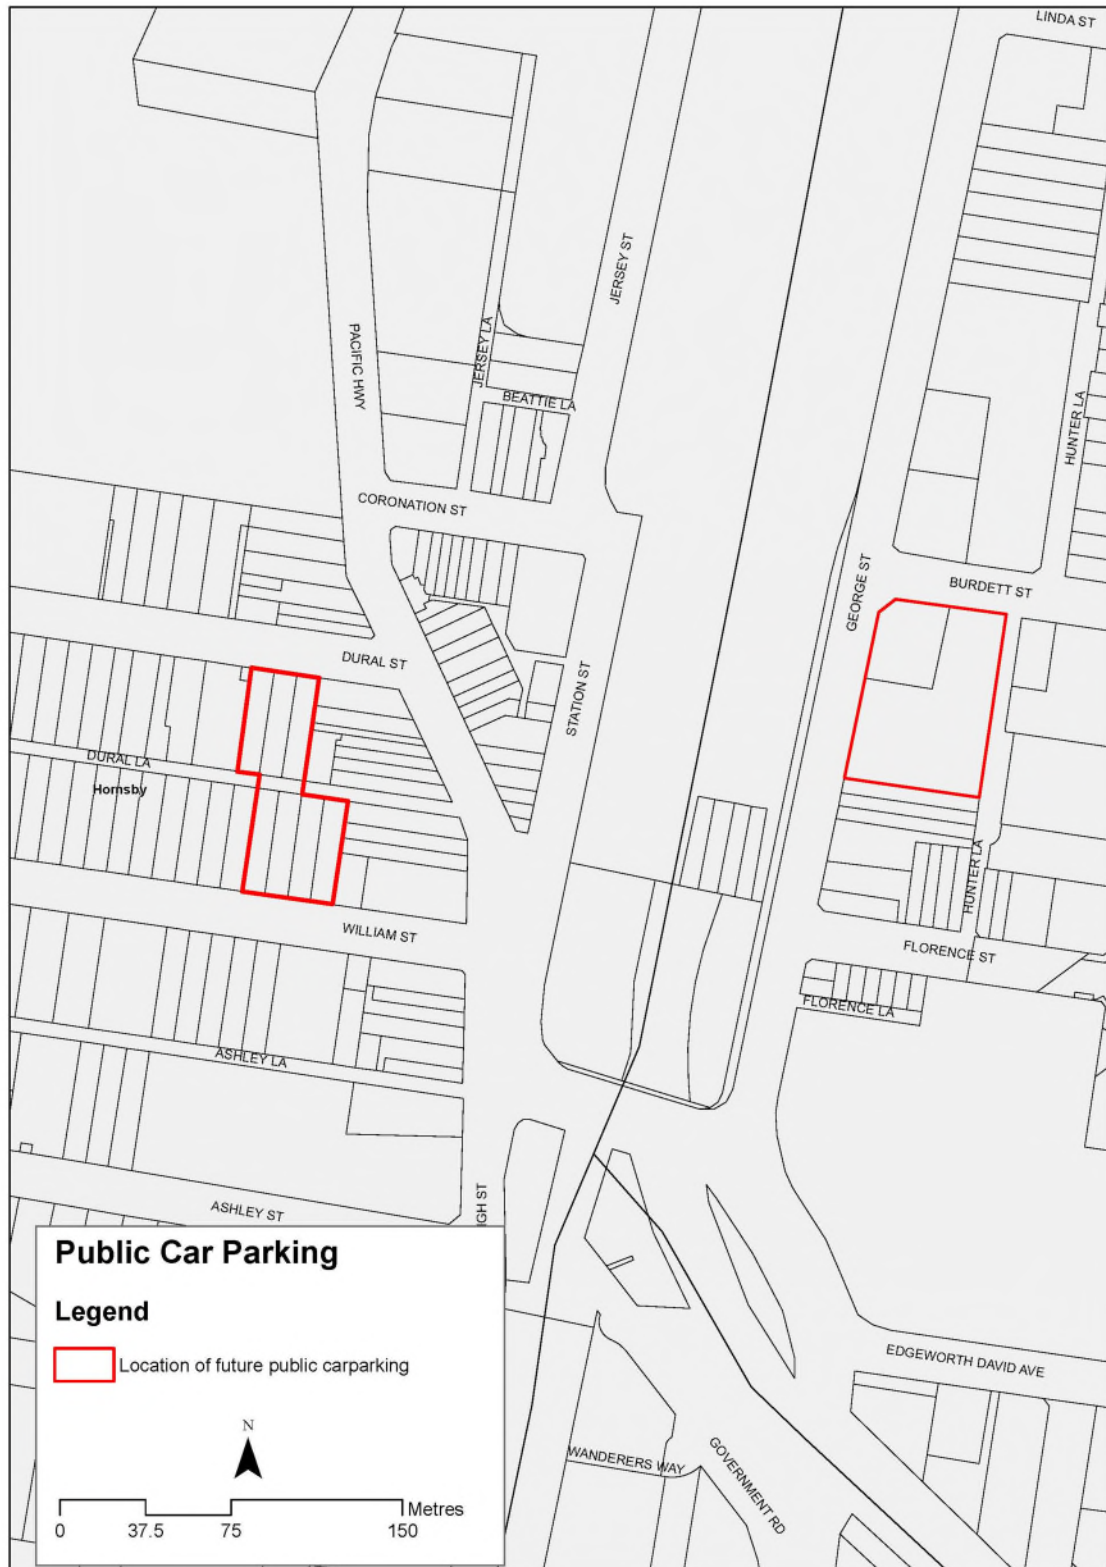 LINDA ST
JERSEY ST
PACIFIC HWY
JERSEY LA
BEATTIE LA
HUNTER LA
CORONATION ST
GEORGE ST
BURDETT ST
DURAL ST
STATION ST
DURAL LA
Hornsby
HUNTER LA
WILLIAM ST
FLORENCE ST
FLORENCE LA
ASHLEY LA
ASHLEY ST
IGH ST
EDGEWORTH DAVID AVE
WANDERERS WAY
GOVERNMENT RD
Public Car Parking
Legend
Location of future public carparking
N
Metres
0 37.5 75 150